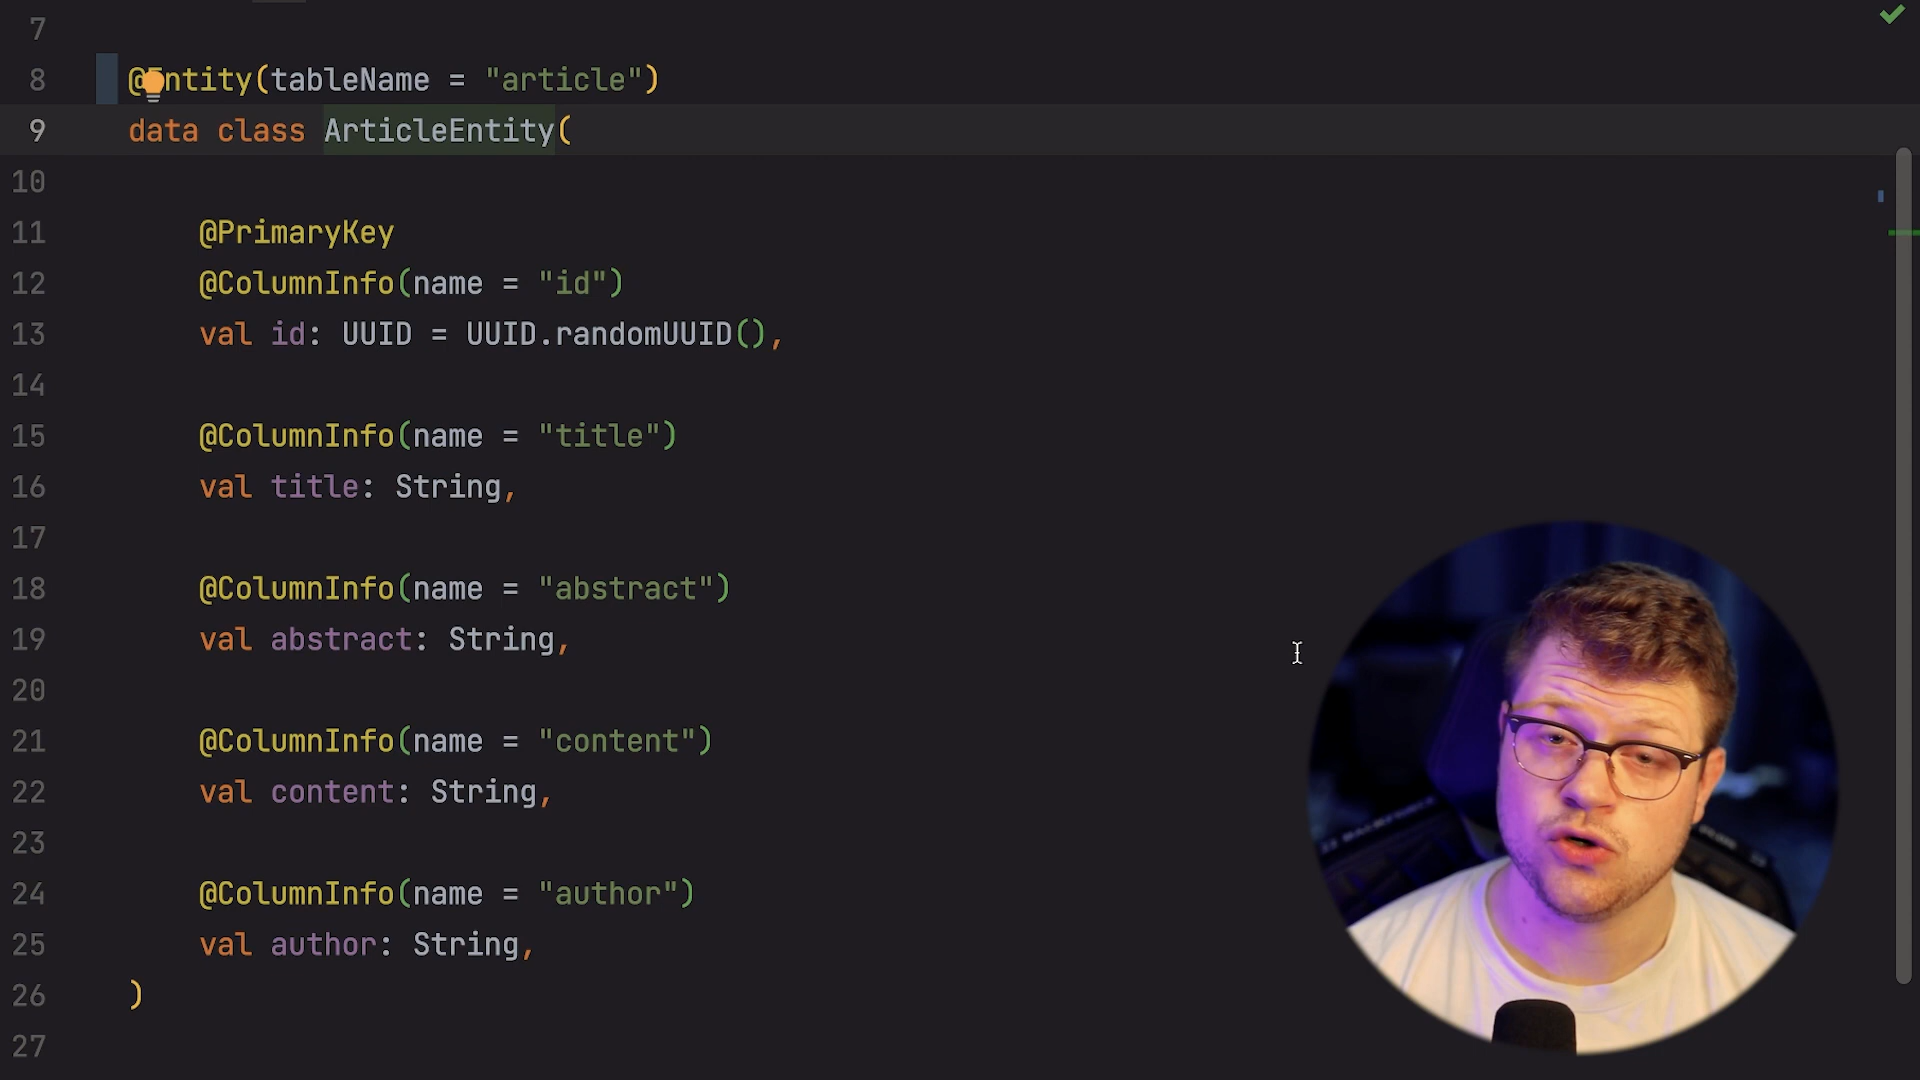 7
8 @Entity(tableName = "article")
9 data class ArticleEntity(
10
11 @PrimaryKey
12 @ColumnInfo(name = "id")
13 val id: UUID = UUID.randomUUID(),
14
15 @ColumnInfo(name = "title")
16 val title: String,
17
18 @ColumnInfo(name = "abstract")
19 val abstract: String,
20
21 @ColumnInfo(name = "content")
22 val content: String,
23
24 @ColumnInfo(name = "author")
25 val author: String,
26 )
27